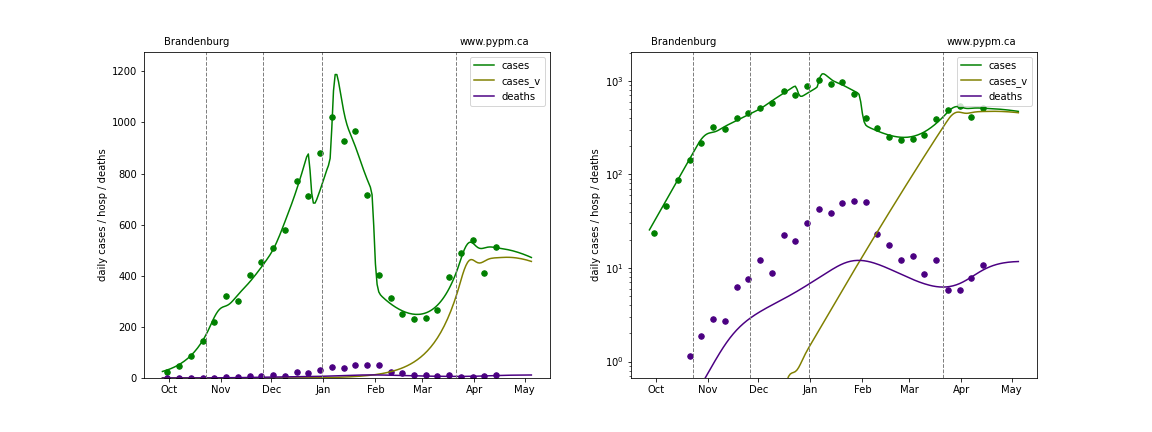 Brandenburg www.pypm.ca
cases
cases_v
deaths
daily cases / hosp / deaths
1200
1000
800
600
400
200
0
Oct Nov Dec Jan Feb Mar Apr May
Brandenburg www.pypm.ca
cases
cases_v
deaths
daily cases / hosp / deaths
10³
10²
10¹
10⁰
Oct Nov Dec Jan Feb Mar Apr May